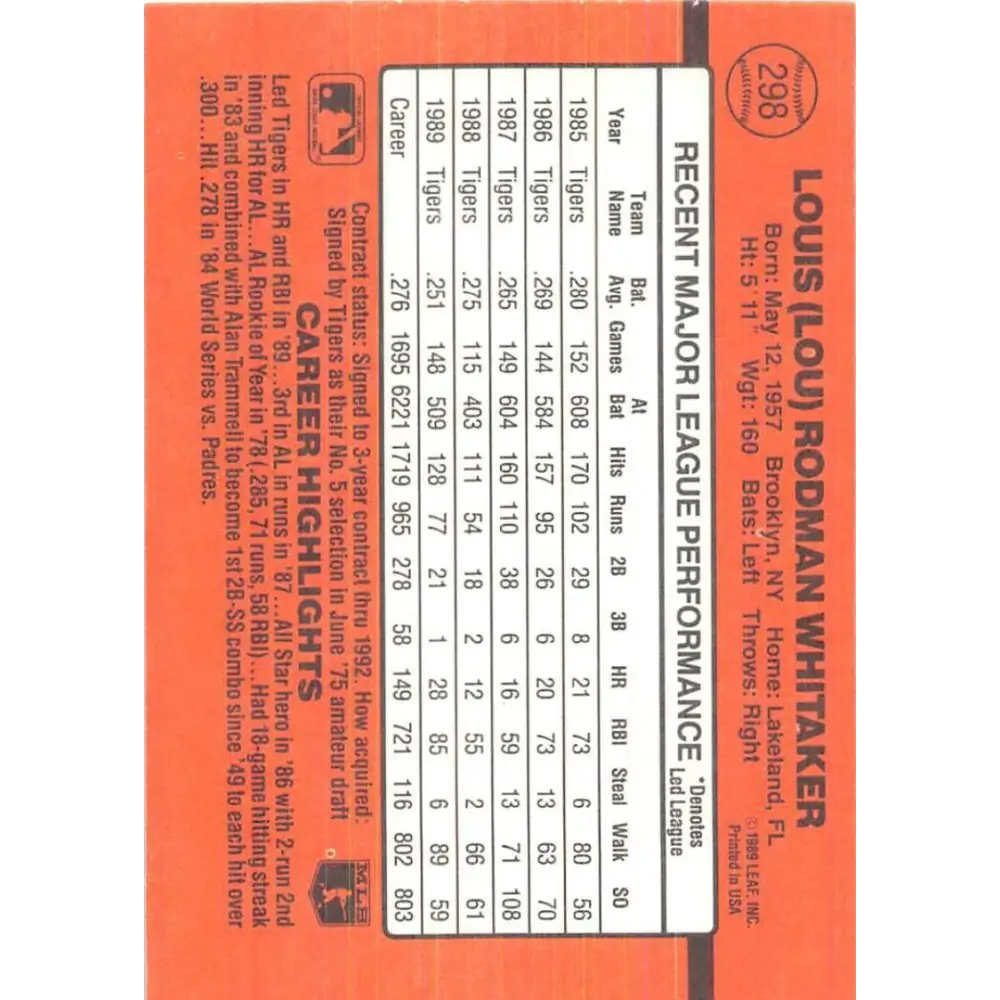 298
LOUIS (LOU) RODMAN WHITAKER
Born: May 12, 1957 Brooklyn, NY Home: Lakeland, FL
Ht: 5'11" Wgt: 160 Bats: Left Throws: Right
© 1989 LEAF, INC.
Printed in USA
RECENT MAJOR LEAGUE PERFORMANCE *Denotes Led League
Year Team Name Bat. Avg. Games At Bat Hits Runs 2B 3B HR RBI Steal Walk SO
1985 Tigers .280 152 608 170 102 29 8 21 73 6 80 56
1986 Tigers .269 144 584 157 95 26 6 20 73 13 63 70
1987 Tigers .265 149 604 160 110 38 6 16 59 13 71 108
1988 Tigers .275 115 403 111 54 18 2 12 55 2 66 61
1989 Tigers .251 148 509 128 77 21 1 28 85 6 89 59
Career .276 1695 6221 1719 965 278 58 149 721 116 802 803
Contract status: Signed to 3-year contract thru 1992. How acquired:
Signed by Tigers as their No. 5 selection in June '75 amateur draft
MLB
CAREER HIGHLIGHTS
Led Tigers in HR and RBI in '89...3rd in AL in runs in '87...All Star hero in '86 with 2-run 2nd
inning HR for AL...AL Rookie of Year in '78 (.285, 71 runs, 58 RBI)...Had 18-game hitting streak
in '83 and combined with Alan Trammell to become 1st 2B-SS combo since '49 to each hit over
.300...Hit .278 in '84 World Series vs. Padres.